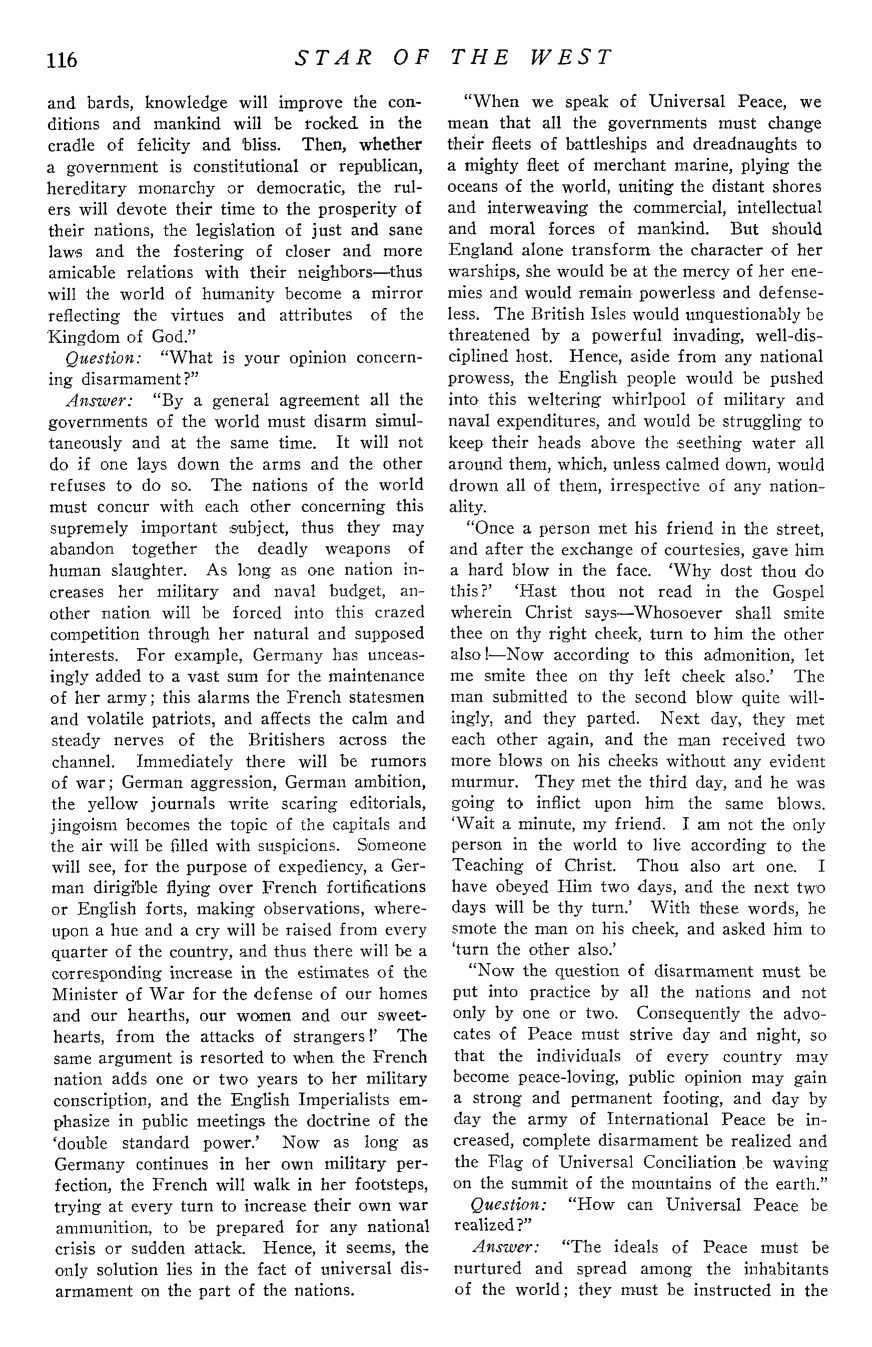 116
STAR OF THE WEST
and bards, knowledge will improve the con-
ditions and mankind will be rocked in the
cradle of felicity and bliss. Then, whether
a government is constitutional or republican,
hereditary monarchy or democratic, the rul-
ers will devote their time to the prosperity of
their nations, the legislation of just and sane
laws and the fostering of closer and more
amicable relations with their neighbors—thus
will the world of humanity become a mirror
reflecting the virtues and attributes of the
Kingdom of God."
Question: "What is your opinion concern-
ing disarmament?"
Answer: "By a general agreement all the
governments of the world must disarm simul-
taneously and at the same time. It will not
do if one lays down the arms and the other
refuses to do so. The nations of the world
must concur with each other concerning this
supremely important subject, thus they may
abandon together the deadly weapons of
human slaughter. As long as one nation in-
creases her military and naval budget, an-
other nation will be forced into this crazed
competition through her natural and supposed
interests. For example, Germany has unceas-
ingly added to a vast sum for the maintenance
of her army; this alarms the French statesmen
and volatile patriots, and affects the calm and
steady nerves of the Britishers across the
channel. Immediately there will be rumors
of war; German aggression, German ambition,
the yellow journals write scaring editorials,
jingoism becomes the topic of the capitals and
the air will be filled with suspicions. Someone
will see, for the purpose of expediency, a Ger-
man dirigible flying over French fortifications
or English forts, making observations, where-
upon a hue and a cry will be raised from every
quarter of the country, and thus there will be a
corresponding increase in the estimates of the
Minister of War for the defense of our homes
and our hearths, our women and our sweet-
hearts, from the attacks of strangers!' The
same argument is resorted to when the French
nation adds one or two years to her military
conscription, and the English Imperialists em-
phasize in public meetings the doctrine of the
'double standard power.' Now as long as
Germany continues in her own military per-
fection, the French will walk in her footsteps,
trying at every turn to increase their own war
ammunition, to be prepared for any national
crisis or sudden attack. Hence, it seems, the
only solution lies in the fact of universal dis-
armament on the part of the nations.
"When we speak of Universal Peace, we
mean that all the governments must change
their fleets of battleships and dreadnaughts to
a mighty fleet of merchant marine, plying the
oceans of the world, uniting the distant shores
and interweaving the commercial, intellectual
and moral forces of mankind. But should
England alone transform the character of her
warships, she would be at the mercy of her ene-
mies and would remain powerless and defense-
less. The British Isles would unquestionably be
threatened by a powerful invading, well-dis-
ciplined host. Hence, aside from any national
prowess, the English people would be pushed
into this weltering whirlpool of military and
naval expenditures, and would be struggling to
keep their heads above the seething water all
around them, which, unless calmed down, would
drown all of them, irrespective of any nation-
ality.
"Once a person met his friend in the street,
and after the exchange of courtesies, gave him
a hard blow in the face. 'Why dost thou do
this?' 'Hast thou not read in the Gospel
wherein Christ says—Whosoever shall smite
thee on thy right cheek, turn to him the other
also!—Now according to this admonition, let
me smite thee on thy left cheek also.' The
man submitted to the second blow quite will-
ingly, and they parted. Next day, they met
each other again, and the man received two
more blows on his cheeks without any evident
murmur. They met the third day, and he was
going to inflict upon him the same blows.
'Wait a minute, my friend. I am not the only
person in the world to live according to the
Teaching of Christ. Thou also art one. I
have obeyed Him two days, and the next two
days will be thy turn.' With these words, he
smote the man on his cheek, and asked him to
'turn the other also.'
"Now the question of disarmament must be
put into practice by all the nations and not
only by one or two. Consequently the advo-
cates of Peace must strive day and night, so
that the individuals of every country may
become peace-loving, public opinion may gain
a strong and permanent footing, and day by
day the army of International Peace be in-
creased, complete disarmament be realized and
the Flag of Universal Conciliation be waving
on the summit of the mountains of the earth."
Question: "How can Universal Peace be
realized?"
Answer: "The ideals of Peace must be
nurtured and spread among the inhabitants
of the world; they must be instructed in the